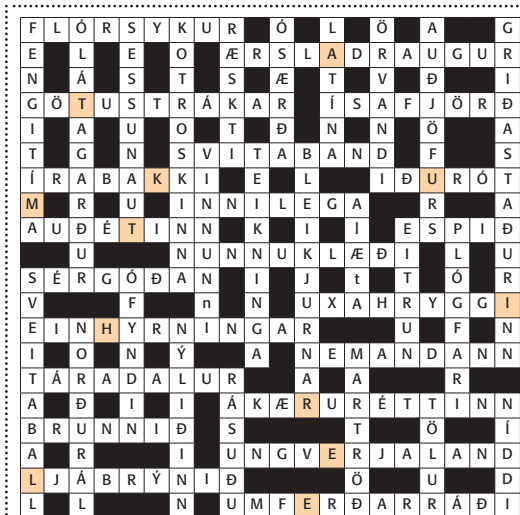 FLÓRSYKUR Ó L Ö A G
E L E O ÆRSLADRAUGUR
N Á S T S Æ T V Ð I
GÖTUSTRÁKAR ÍSAFJÖRÐ
I A U O T Ð N N Ö A
T G N SVITABAND F S
ÍRABAKKI E L IÐURÓT
M R U INNILEGA R A
AUÐÉTINN K I Í ESPIÐ
U NUNNUKLÆÐI L U
SÉRGÓÐAN I J t T Ó R
V F n N UXAHRYGGI
EINHYRNINGAR U F N
I O N Ý A NEMANDANN
TÁRADALUR A A R
A Ð I I ÁKÆRURÉTTINN
BRUNNIÐ S T Ö Í
A R I UNGVERJALAND
LJÁBRÝNIÐ Ö U D
L L N UMFERÐARRÁÐI